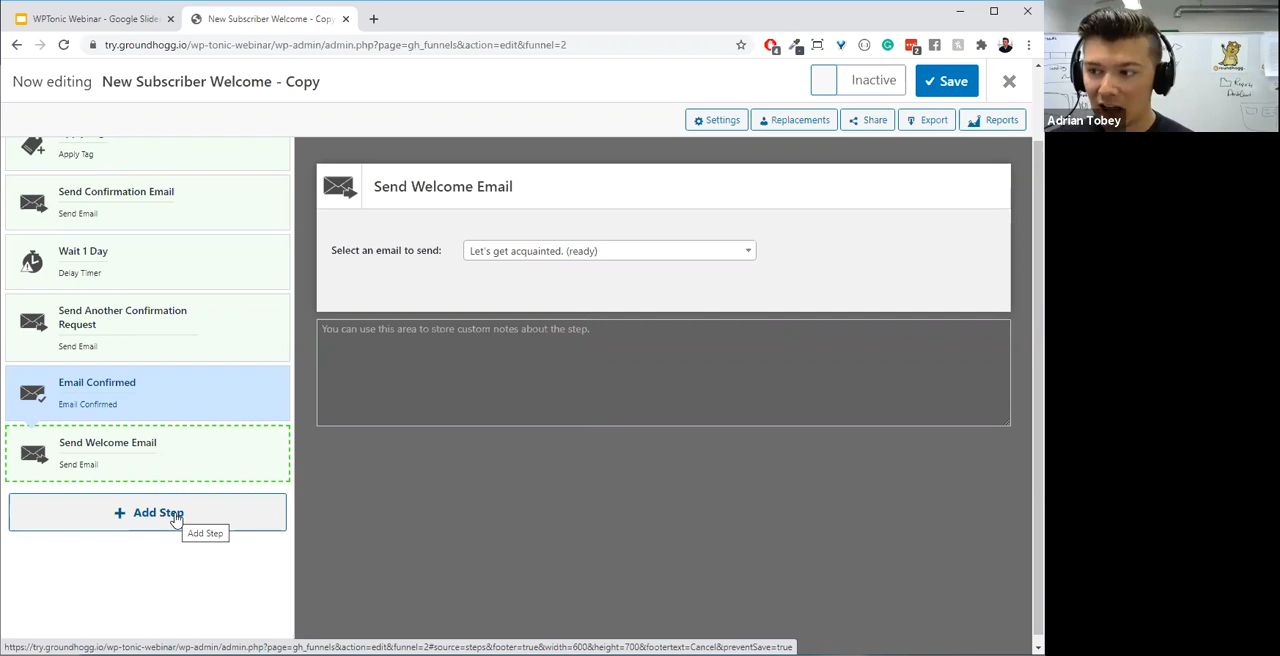 WPTonic Webinar - Google Slide
New Subscriber Welcome - Copy
try.groundhogg.io/wp-tonic-webinar/wp-admin/admin.php?page=gh_funnels&action=edit&funnel=2
4
2
Now editing New Subscriber Welcome - Copy
Inactive
Save
Settings
Replacements
Share
Export
Reports
Apply Tag
Send Confirmation Email
Send Email
Wait 1 Day
Delay Timer
Send Another Confirmation
Request
Send Email
Email Confirmed
Email Confirmed
Send Welcome Email
Send Email
+ Add Step
Add Step
Send Welcome Email
Select an email to send:
Let's get acquainted. (ready)
You can use this area to store custom notes about the step.
https://try.groundhogg.io/wp-tonic-webinar/wp-admin/admin.php?page=gh_funnels&action=edit&funnel=2#source=steps&footer=true&width=600&height=700&footertext=Cancel&preventSave=true
Adrian Tobey